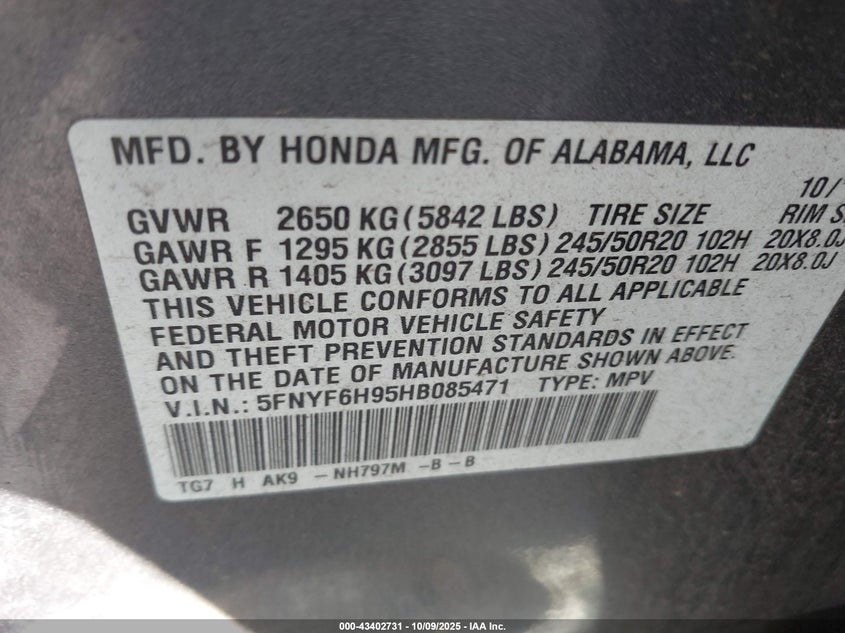 MFD. BY HONDA MFG. OF ALABAMA, LLC
10/
GVWR 2650 KG (5842 LBS) TIRE SIZE RIM S
GAWR F 1295 KG (2855 LBS) 245/50R20 102H 20X8.0J
GAWR R 1405 KG (3097 LBS) 245/50R20 102H 20X8.0J
THIS VEHICLE CONFORMS TO ALL APPLICABLE
FEDERAL MOTOR VEHICLE SAFETY
AND THEFT PREVENTION STANDARDS IN EFFECT
ON THE DATE OF MANUFACTURE SHOWN ABOVE.
V.I.N.: 5FNYF6H95HB085471 TYPE: MPV
TG7 H AK9 - NH797M - B - B
000-43402731 - 10/09/2025 - IAA Inc.